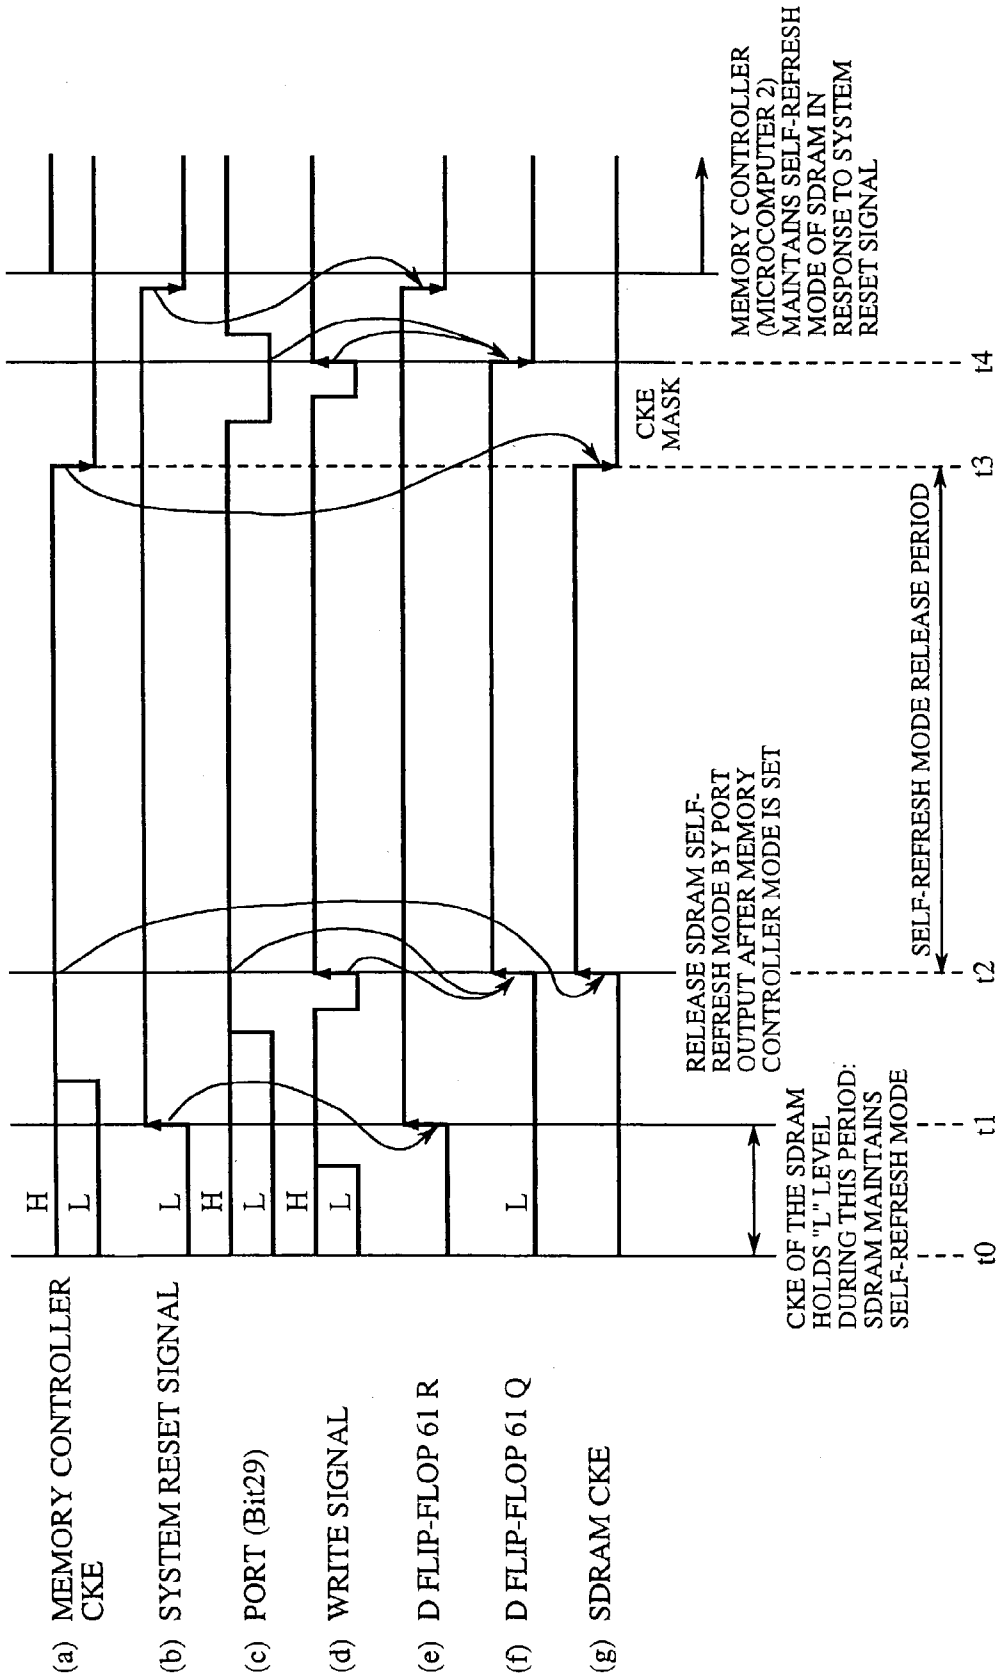 (a) MEMORY CONTROLLER
CKE
H
L
(b) SYSTEM RESET SIGNAL
L
(c) PORT (Bit29)
H
L
(d) WRITE SIGNAL
H
L
(e) D FLIP-FLOP 61 R
(f) D FLIP-FLOP 61 Q
L
(g) SDRAM CKE
CKE
MASK
CKE OF THE SDRAM
HOLDS "L" LEVEL
DURING THIS PERIOD:
SDRAM MAINTAINS
SELF-REFRESH MODE
RELEASE SDRAM SELF-
REFRESH MODE BY PORT
OUTPUT AFTER MEMORY
CONTROLLER MODE IS SET
MEMORY CONTROLLER
(MICROCOMPUTER 2)
MAINTAINS SELF-REFRESH
MODE OF SDRAM IN
RESPONSE TO SYSTEM
RESET SIGNAL
SELF-REFRESH MODE RELEASE PERIOD
t0
t1
t2
t3
t4